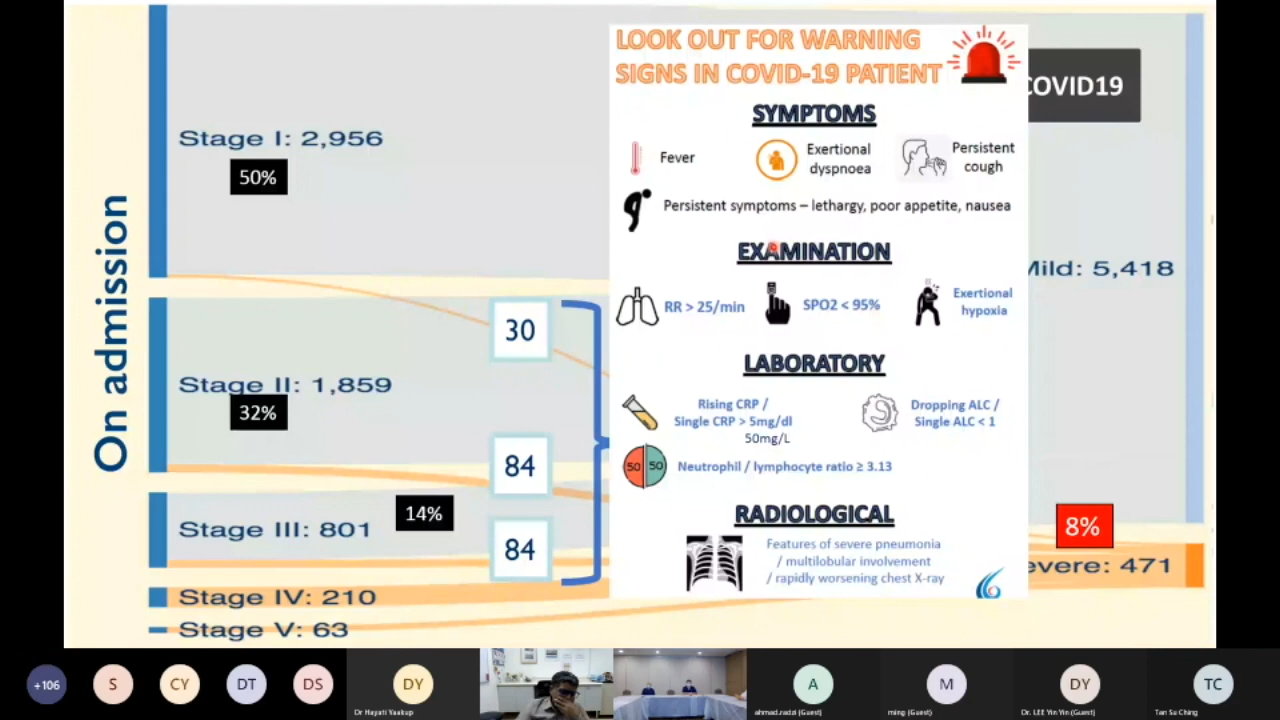 On admission
Stage I: 2,956
50%
Stage II: 1,859
32%
Stage III: 801
14%
Stage IV: 210
Stage V: 63
30
84
84
LOOK OUT FOR WARNING
SIGNS IN COVID-19 PATIENT
SYMPTOMS
Fever
Exertional
dyspnoea
Persistent
cough
Persistent symptoms – lethargy, poor appetite, nausea
EXAMINATION
RR > 25/min
SPO2 < 95%
Exertional
hypoxia
LABORATORY
Rising CRP /
Single CRP > 5mg/dl
50mg/L
Dropping ALC /
Single ALC < 1
50 50
Neutrophil / lymphocyte ratio ≥ 3.13
RADIOLOGICAL
Features of severe pneumonia
/ multilobular involvement
/ rapidly worsening chest X-ray
COVID19
Mild: 5,418
8%
evere: 471
+106
S
CY
DT
DS
DY
Dr Hayati Yaakup
A
ahmad.radzi (Guest)
M
ming (Guest)
DY
Dr. LEE Yin Yin (Guest)
TC
Tan Su Ching